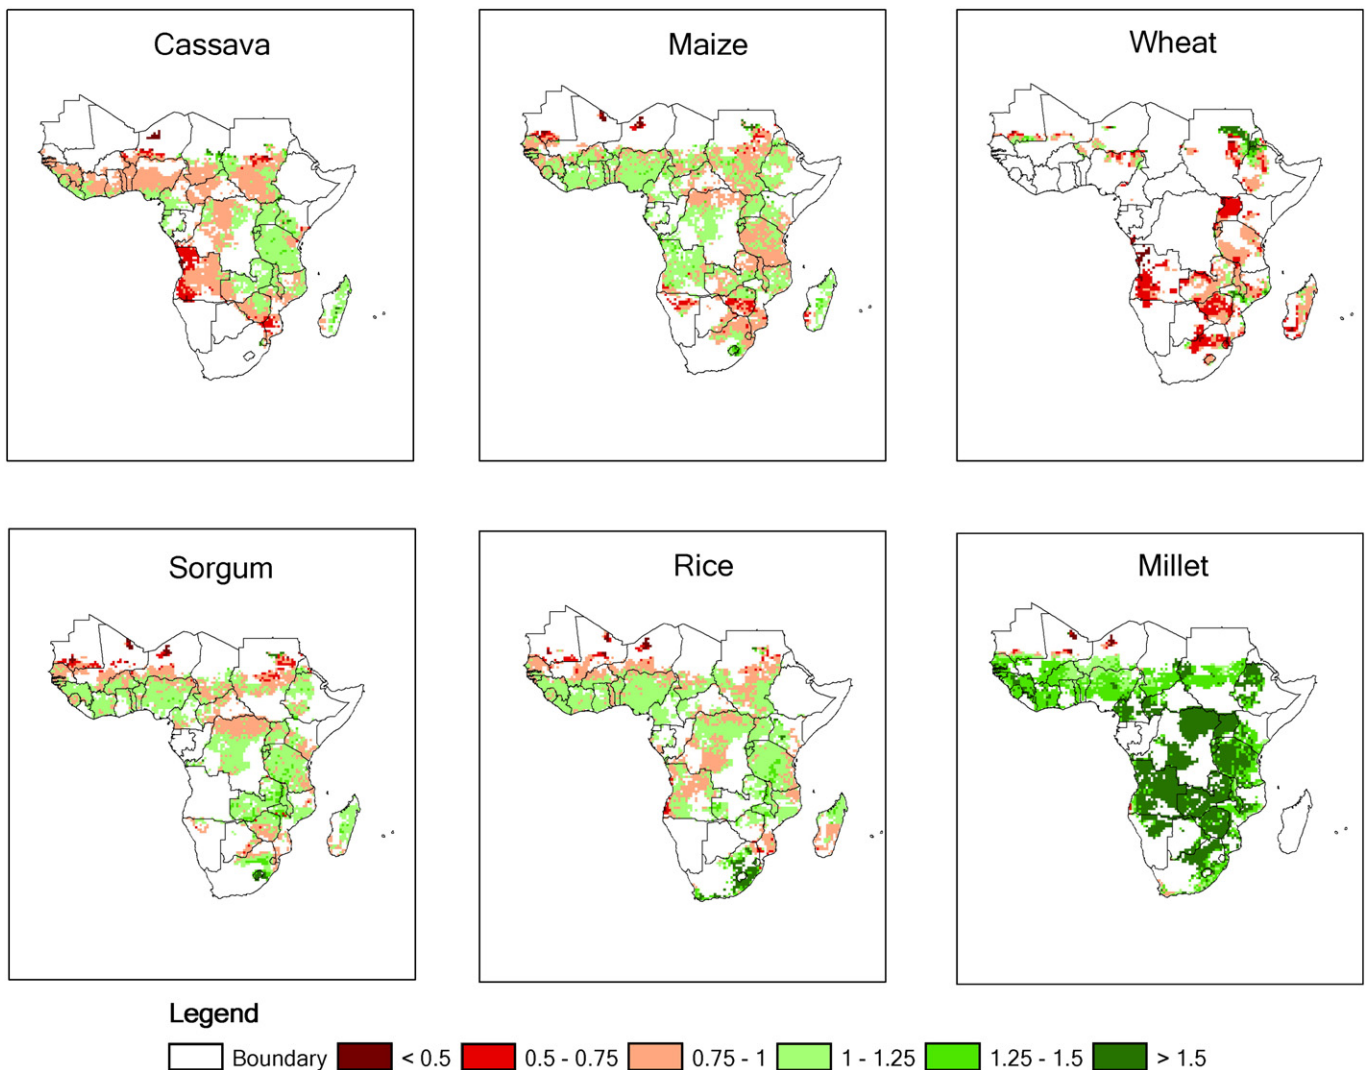 Cassava
Maize
Wheat
Sorgum
Rice
Millet
Legend
Boundary < 0.5 0.5 - 0.75 0.75 - 1 1 - 1.25 1.25 - 1.5 > 1.5